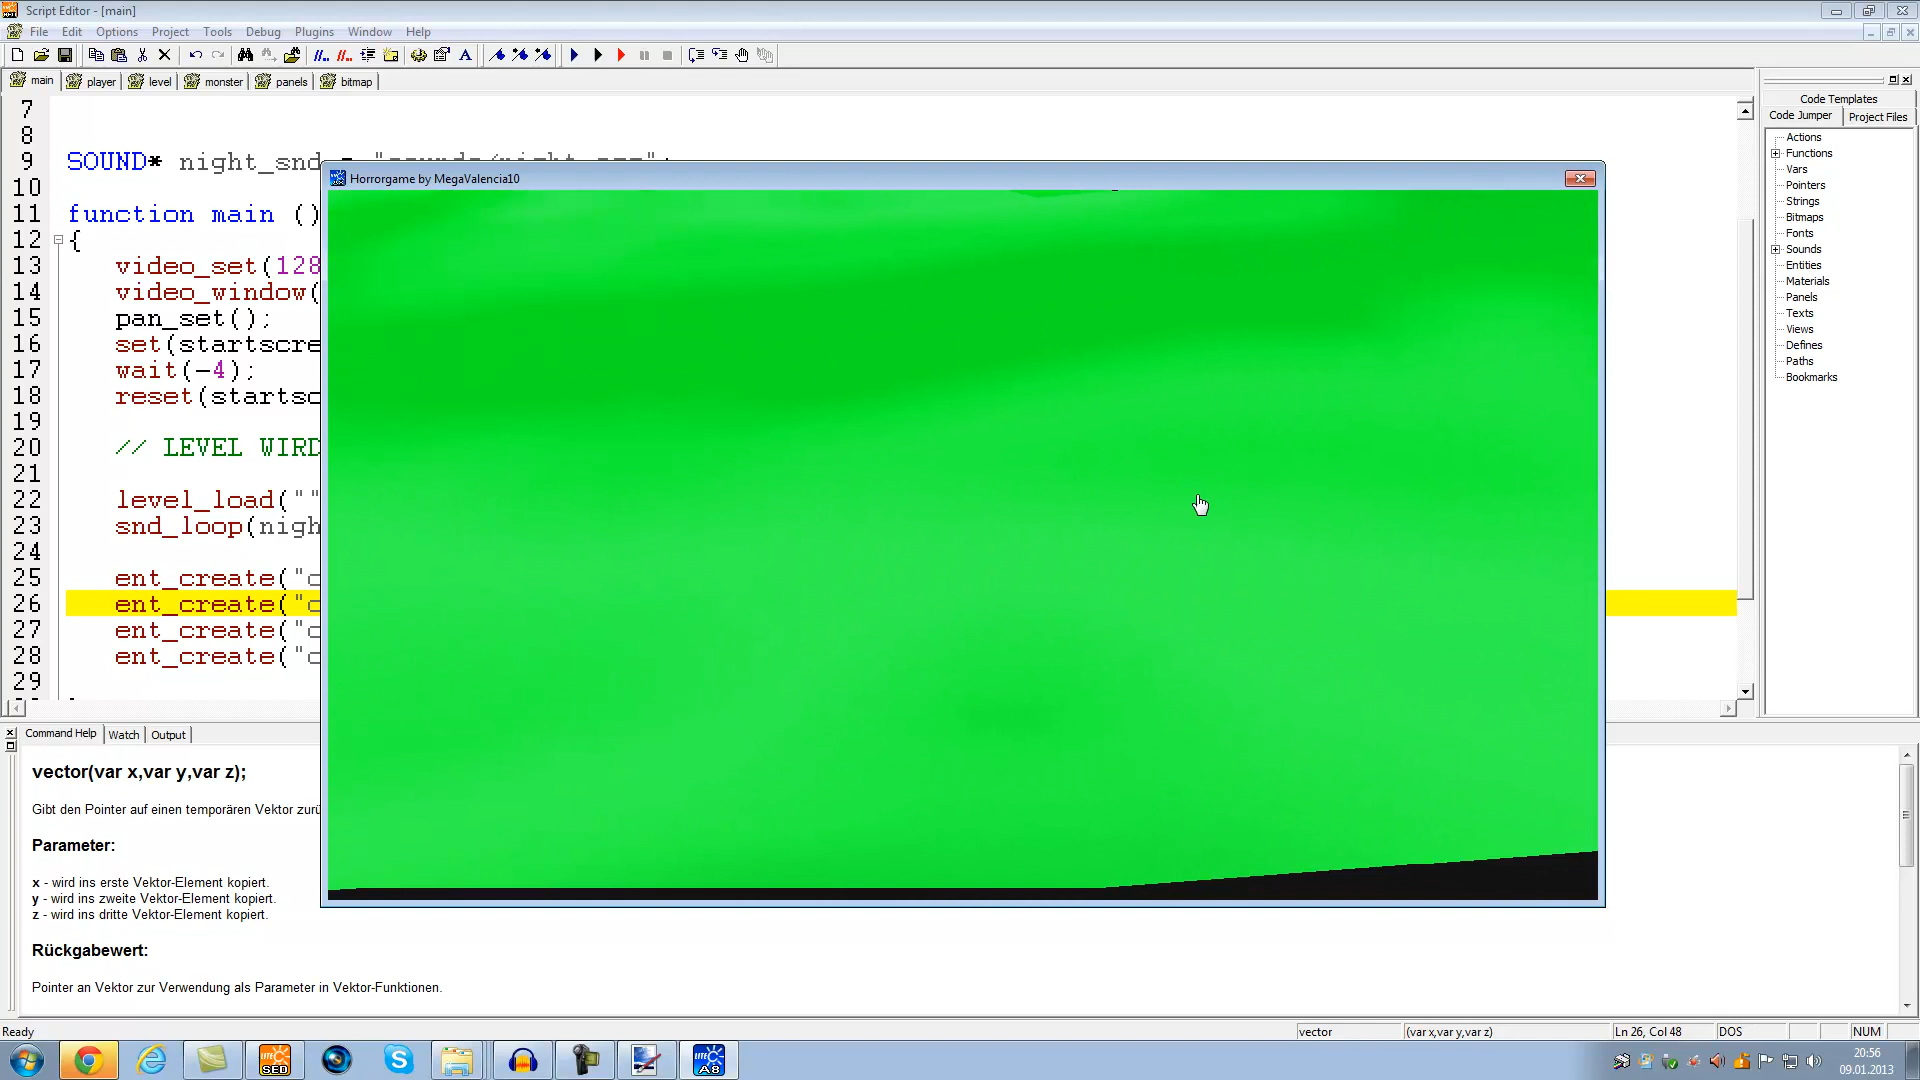 Script Editor - [main]
File Edit Options Project Tools Debug Plugins Window Help
main player level monster panels bitmap
7
8
9 SOUND* night_snd
10
11 function main ()
12 {
13 video_set(128
14 video_window(
15 pan_set();
16 set(startscre
17 wait(-4);
18 reset(startsc
19
20 // LEVEL WIRD
21
22 level_load(""
23 snd_loop(nigh
24
25 ent_create("c
26 ent_create("c
27 ent_create("c
28 ent_create("c
29
Horrorgame by MegaValencia10
Code Templates
Code Jumper Project Files
Actions
Functions
Vars
Pointers
Strings
Bitmaps
Fonts
Sounds
Entities
Materials
Panels
Texts
Views
Defines
Paths
Bookmarks
Command Help Watch Output
vector(var x,var y,var z);
Gibt den Pointer auf einen temporären Vektor zurü
Parameter:
x - wird ins erste Vektor-Element kopiert.
y - wird ins zweite Vektor-Element kopiert.
z - wird ins dritte Vektor-Element kopiert.
Rückgabewert:
Pointer an Vektor zur Verwendung als Parameter in Vektor-Funktionen.
Ready vector (var x,var y,var z) Ln 26, Col 48 DOS NUM
SED
LITE-C A8
20:56
09.01.2013